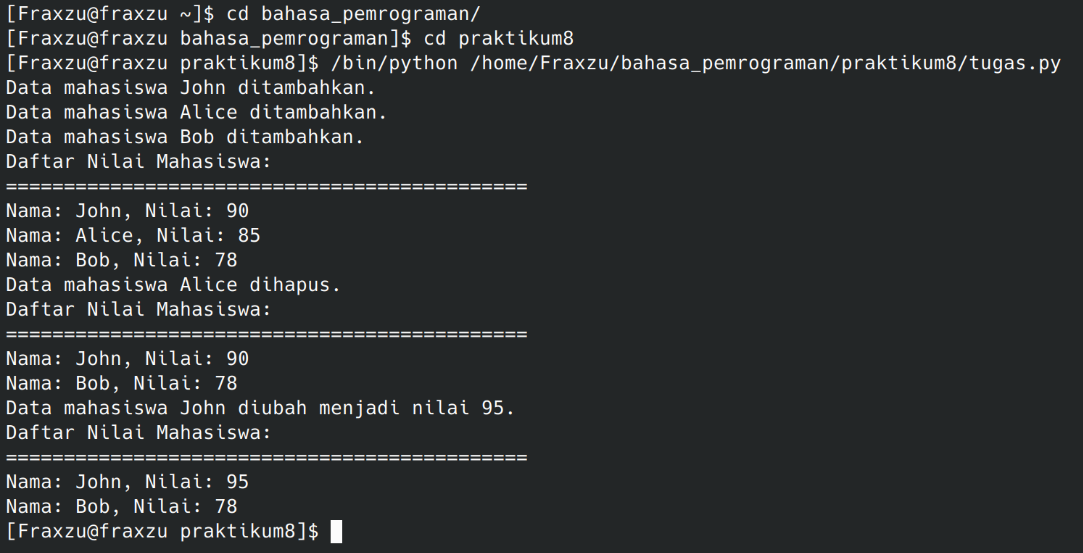 [Fraxzu@fraxzu ~]$ cd bahasa_pemrograman/
[Fraxzu@fraxzu bahasa_pemrograman]$ cd praktikum8
[Fraxzu@fraxzu praktikum8]$ /bin/python /home/Fraxzu/bahasa_pemrograman/praktikum8/tugas.py
Data mahasiswa John ditambahkan.
Data mahasiswa Alice ditambahkan.
Data mahasiswa Bob ditambahkan.
Daftar Nilai Mahasiswa:
=============================================
Nama: John, Nilai: 90
Nama: Alice, Nilai: 85
Nama: Bob, Nilai: 78
Data mahasiswa Alice dihapus.
Daftar Nilai Mahasiswa:
=============================================
Nama: John, Nilai: 90
Nama: Bob, Nilai: 78
Data mahasiswa John diubah menjadi nilai 95.
Daftar Nilai Mahasiswa:
=============================================
Nama: John, Nilai: 95
Nama: Bob, Nilai: 78
[Fraxzu@fraxzu praktikum8]$